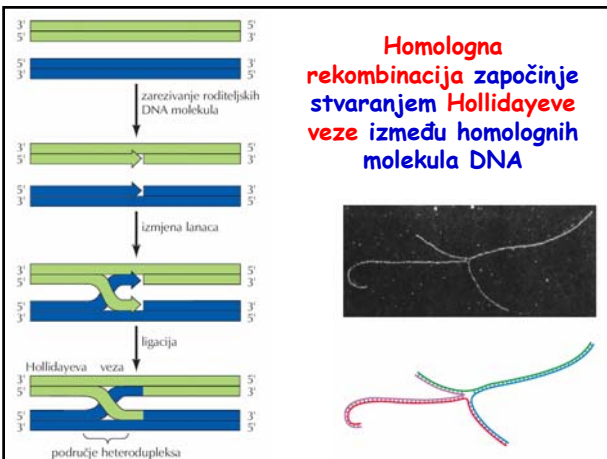 3' 5'
5' 3'
5' 3'
3' 5'
zarezivanje roditeljskih
DNA molekula
3' 5'
5' 3'
5' 3'
3' 5'
izmjena lanaca
3' 5'
5' 3'
5' 3'
3' 5'
ligacija
Hollidayeva veza
3' 5'
5' 3'
5' 3'
3' 5'
područje heterodupleksa
Homologna
rekombinacija započinje
stvaranjem Hollidayeve
veze između homolognih
molekula DNA